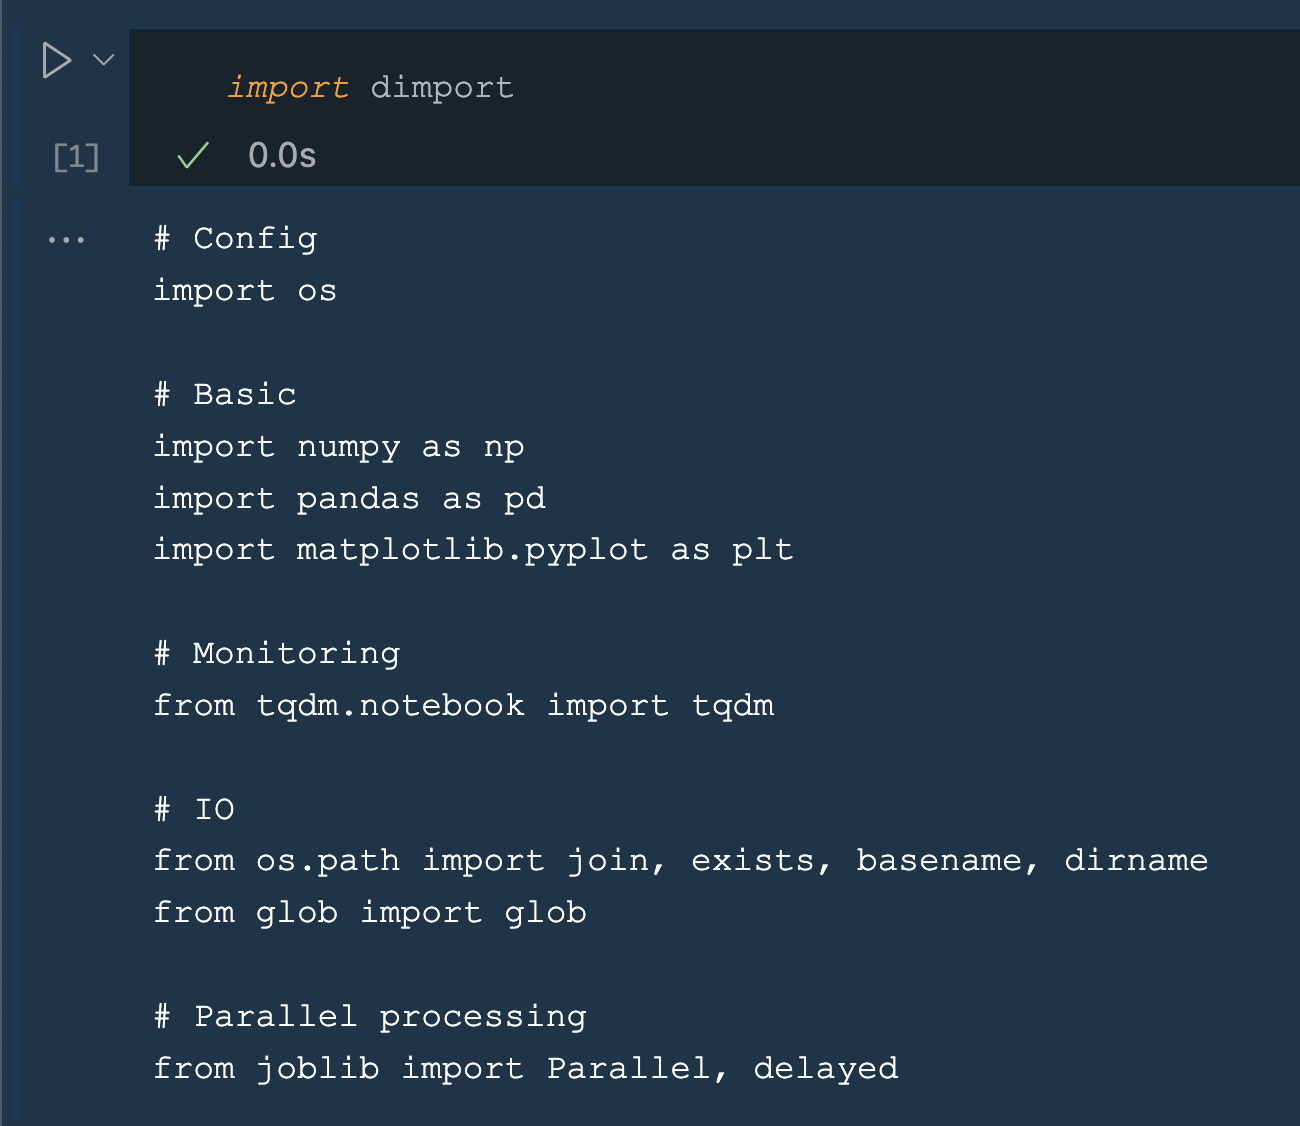 import dimport
[1] 0.0s
# Config
import os
# Basic
import numpy as np
import pandas as pd
import matplotlib.pyplot as plt
# Monitoring
from tqdm.notebook import tqdm
# IO
from os.path import join, exists, basename, dirname
from glob import glob
# Parallel processing
from joblib import Parallel, delayed